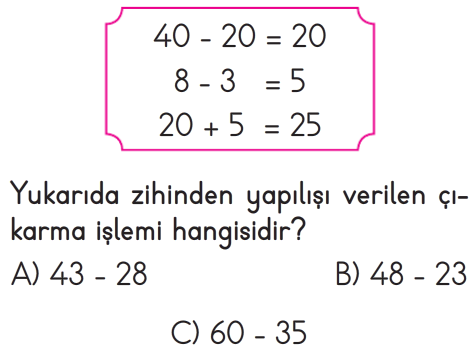 40 - 20 = 20
8 - 3 = 5
20 + 5 = 25
Yukarıda zihinden yapılışı verilen çı-
karma işlemi hangisidir?
A) 43 - 28 B) 48 - 23
C) 60 - 35